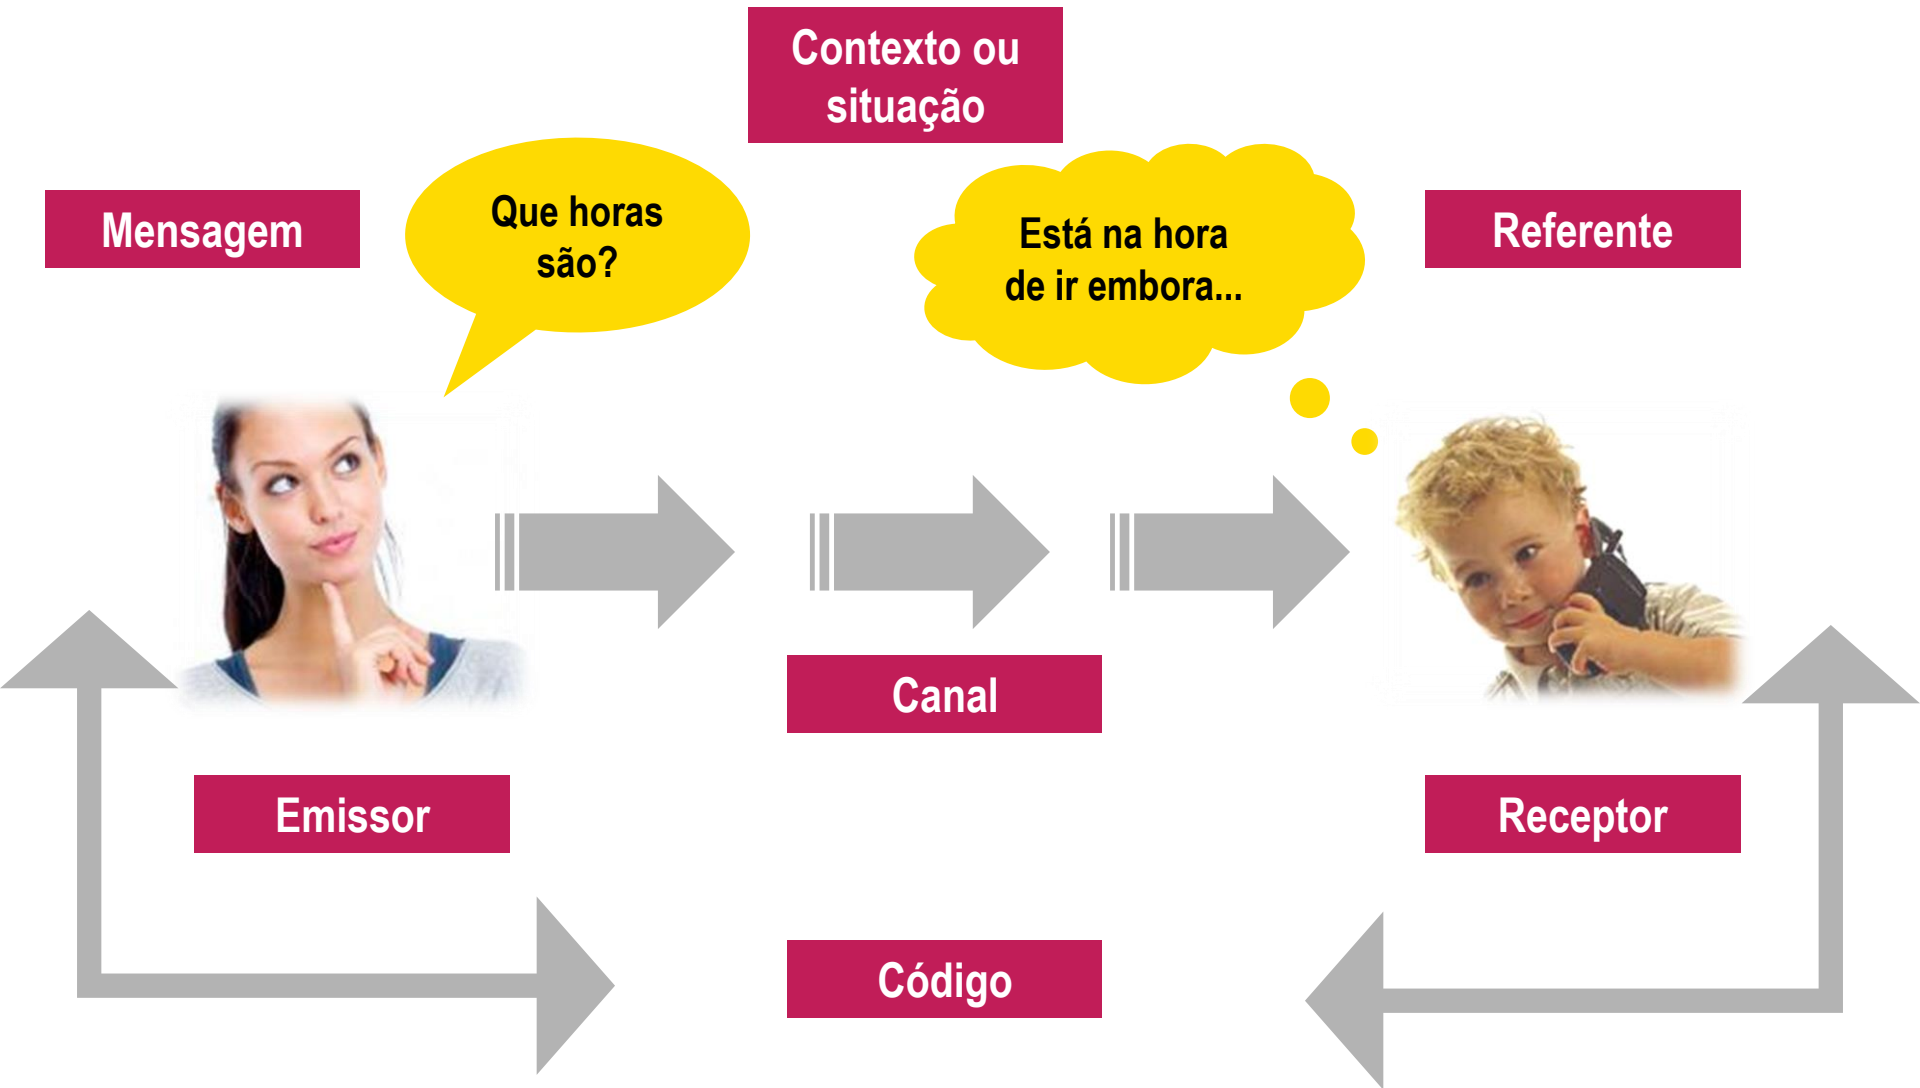 Contexto ou
situação
Mensagem
Que horas
são?
Está na hora
de ir embora...
Referente
Canal
Emissor
Receptor
Código